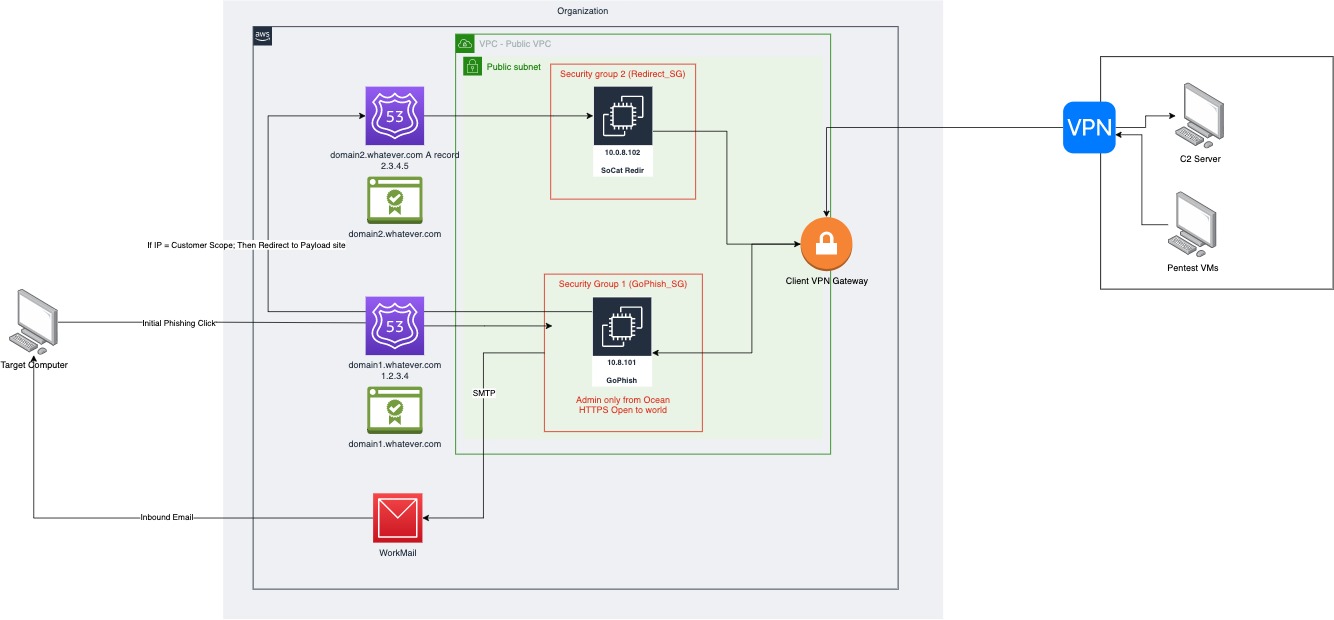 Organization
aws
VPC - Public VPC
Public subnet
Security group 2 (Redirect_SG)
53
10.0.8.102
SoCat Redir
domain2.whatever.com A record
2.3.4.5
domain2.whatever.com
VPN
C2 Server
Pentest VMs
If IP = Customer Scope; Then Redirect to Payload site
Client VPN Gateway
Security Group 1 (GoPhish_SG)
Initial Phishing Click
53
Target Computer
domain1.whatever.com
1.2.3.4
10.8.101
GoPhish
SMTP
Admin only from Ocean
HTTPS Open to world
domain1.whatever.com
Inbound Email
WorkMail